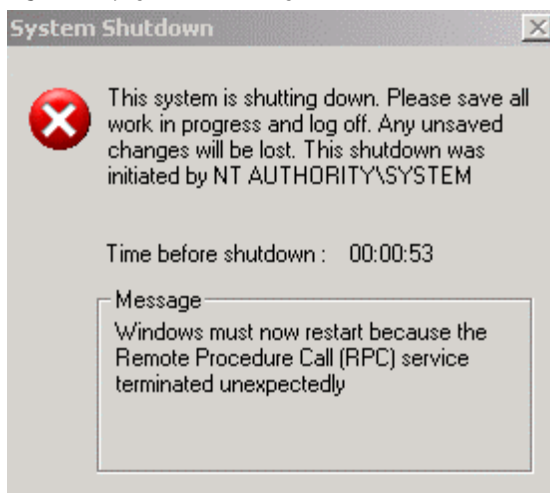 System Shutdown
This system is shutting down. Please save all
work in progress and log off. Any unsaved
changes will be lost. This shutdown was
initiated by NT AUTHORITY\SYSTEM
Time before shutdown : 00:00:53
Message
Windows must now restart because the
Remote Procedure Call (RPC) service
terminated unexpectedly